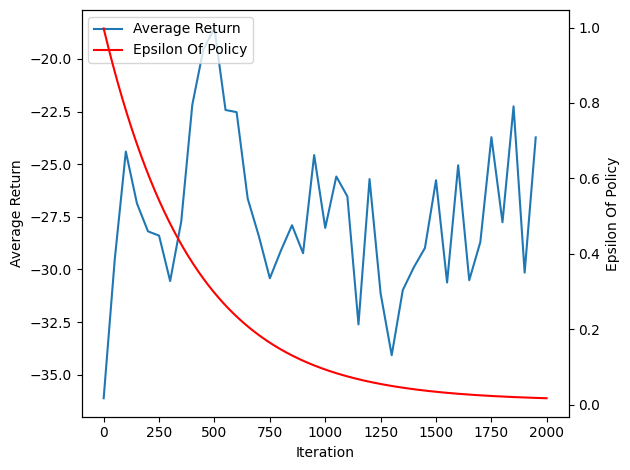 Average Return
Epsilon Of Policy
−20.0
−22.5
−25.0
−27.5
−30.0
−32.5
−35.0
Average Return
1.0
0.8
0.6
0.4
0.2
0.0
Epsilon Of Policy
0 250 500 750 1000 1250 1500 1750 2000
Iteration